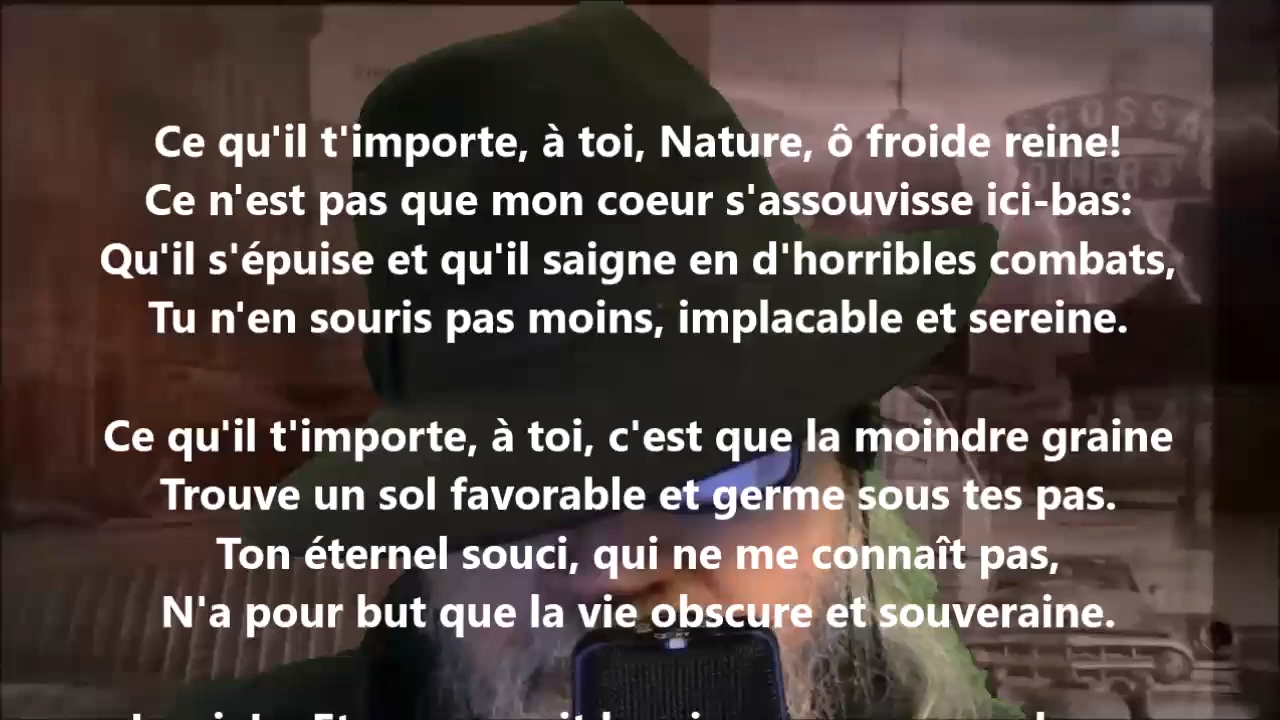 Ce qu'il t'importe, à toi, Nature, ô froide reine!
Ce n'est pas que mon coeur s'assouvisse ici-bas:
Qu'il s'épuise et qu'il saigne en d'horribles combats,
Tu n'en souris pas moins, implacable et sereine.
Ce qu'il t'importe, à toi, c'est que la moindre graine
Trouve un sol favorable et germe sous tes pas.
Ton éternel souci, qui ne me connaît pas,
N'a pour but que la vie obscure et souveraine.